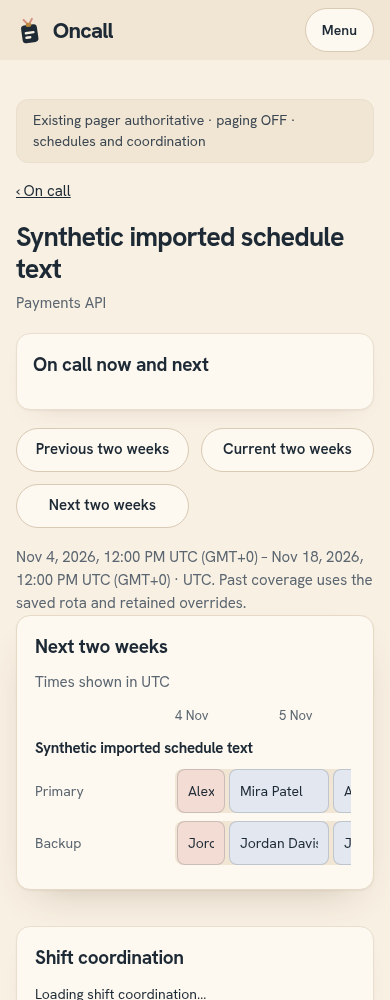 Oncall
Menu
Existing pager authoritative · paging OFF ·
schedules and coordination
‹ On call
Synthetic imported schedule
text
Payments API
On call now and next
Previous two weeks
Current two weeks
Next two weeks
Nov 4, 2026, 12:00 PM UTC (GMT+0) – Nov 18, 2026,
12:00 PM UTC (GMT+0) · UTC. Past coverage uses the
saved rota and retained overrides.
Next two weeks
Times shown in UTC
4 Nov 5 Nov
Synthetic imported schedule text
Primary Alex Mira Patel A
Backup Jord Jordan Davis J
Shift coordination
Loading shift coordination...